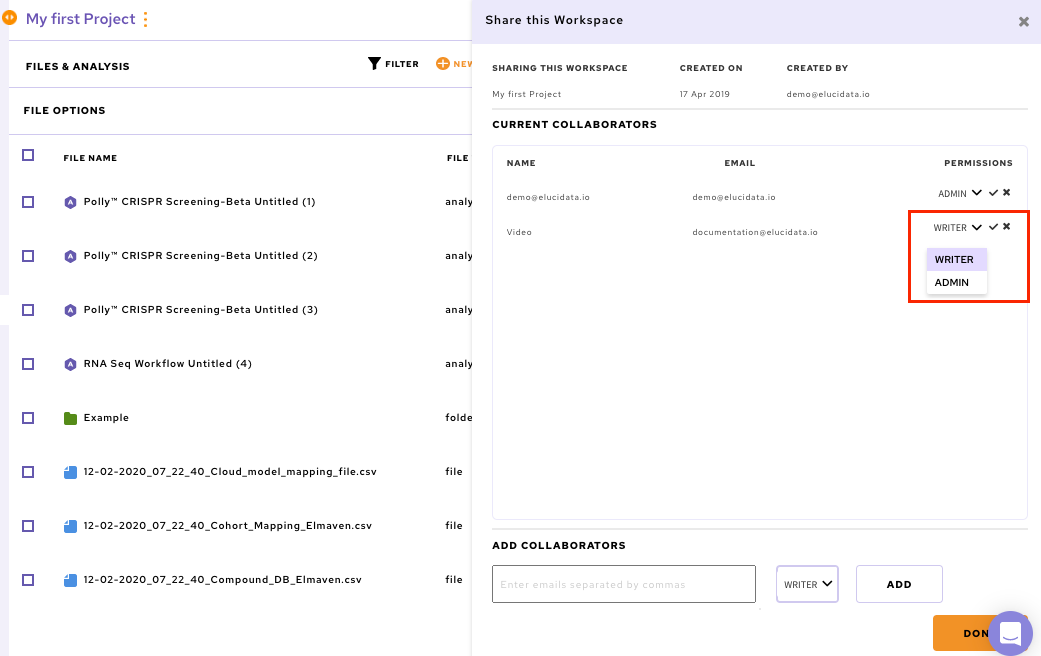 My first Project
FILES & ANALYSIS
FILTER
NEW
FILE OPTIONS
FILE NAME
FILE
A Polly™ CRISPR Screening-Beta Untitled (1)
analy
A Polly™ CRISPR Screening-Beta Untitled (2)
analy
A Polly™ CRISPR Screening-Beta Untitled (3)
analy
A RNA Seq Workflow Untitled (4)
analy
Example
folde
12-02-2020_07_22_40_Cloud_model_mapping_file.csv
file
12-02-2020_07_22_40_Cohort_Mapping_Elmaven.csv
file
12-02-2020_07_22_40_Compound_DB_Elmaven.csv
file
Share this Workspace
SHARING THIS WORKSPACE
CREATED ON
CREATED BY
My first Project
17 Apr 2019
demo@elucidata.io
CURRENT COLLABORATORS
NAME
EMAIL
PERMISSIONS
demo@elucidata.io
demo@elucidata.io
ADMIN
Video
documentation@elucidata.io
WRITER
WRITER
ADMIN
ADD COLLABORATORS
Enter emails separated by commas
WRITER
ADD
DON